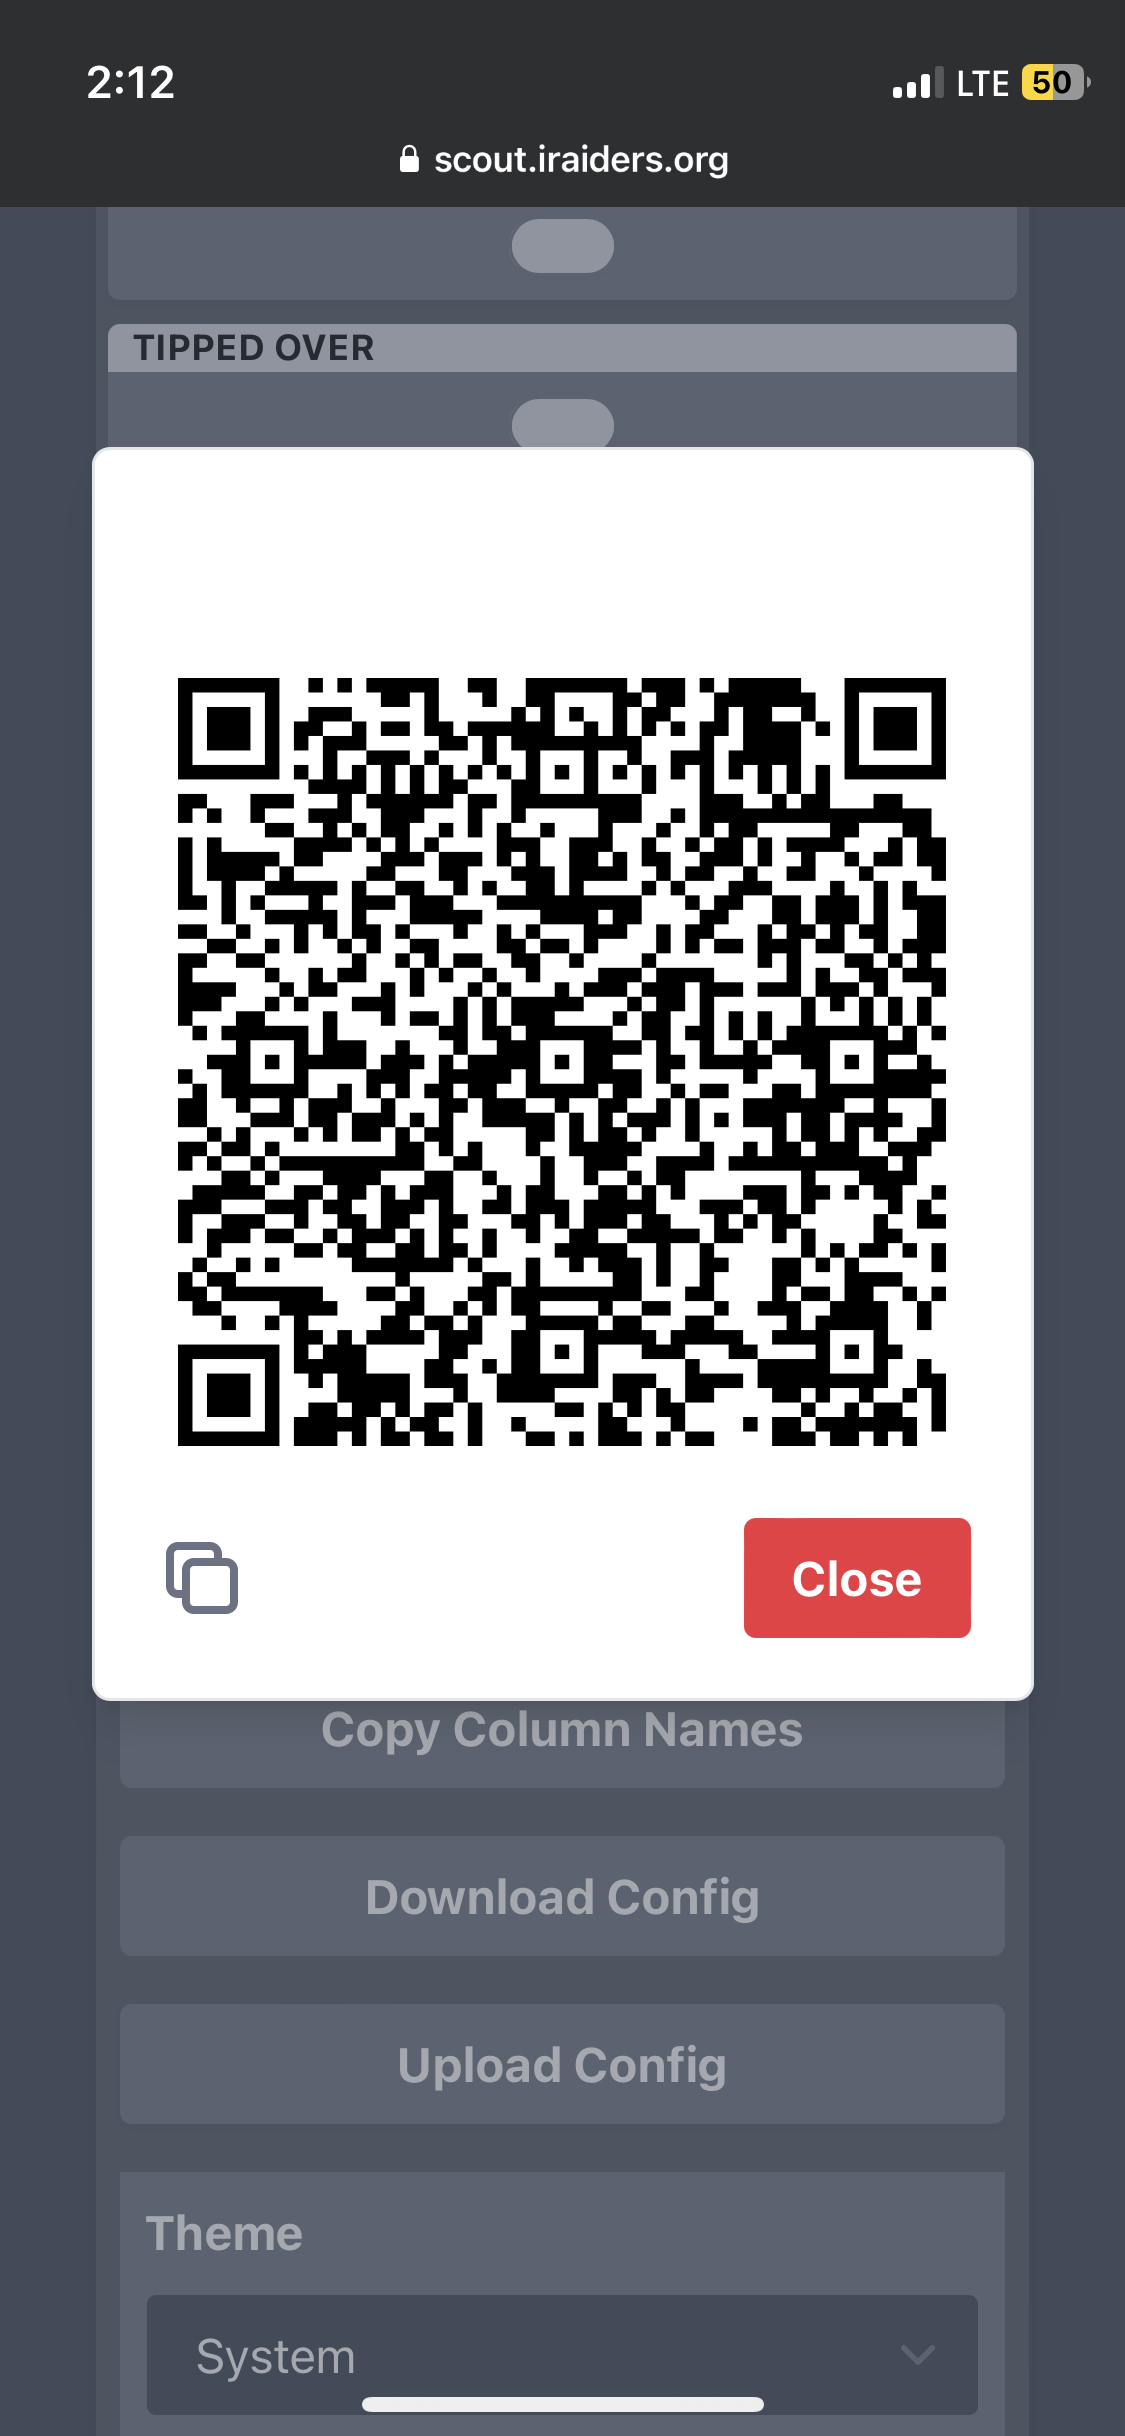 2:12
LTE
50
scout.iraiders.org
TIPPED OVER
Close
Copy Column Names
Download Config
Upload Config
Theme
System